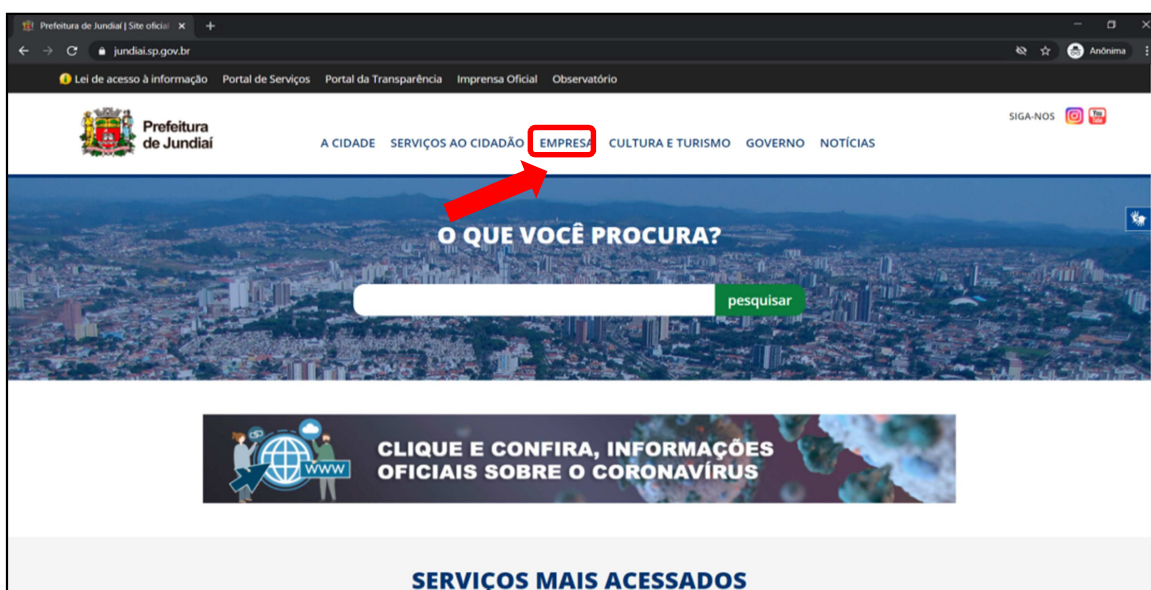 Prefeitura de Jundiaí | Site oficial
jundiai.sp.gov.br
Anônima
Lei de acesso à informação Portal de Serviços Portal da Transparência Imprensa Oficial Observatório
SIGA-NOS You Tube
Prefeitura
de Jundiaí
A CIDADE SERVIÇOS AO CIDADÃO EMPRESA CULTURA E TURISMO GOVERNO NOTÍCIAS
O QUE VOCÊ PROCURA?
pesquisar
CLIQUE E CONFIRA, INFORMAÇÕES
OFICIAIS SOBRE O CORONAVÍRUS
WWW
SERVIÇOS MAIS ACESSADOS